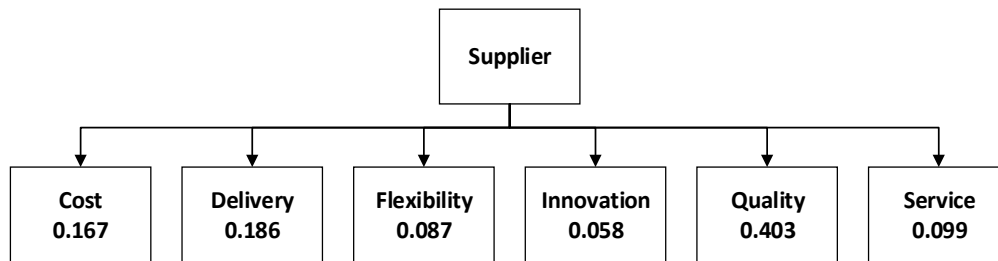 Supplier
Cost
0.167
Delivery
0.186
Flexibility
0.087
Innovation
0.058
Quality
0.403
Service
0.099